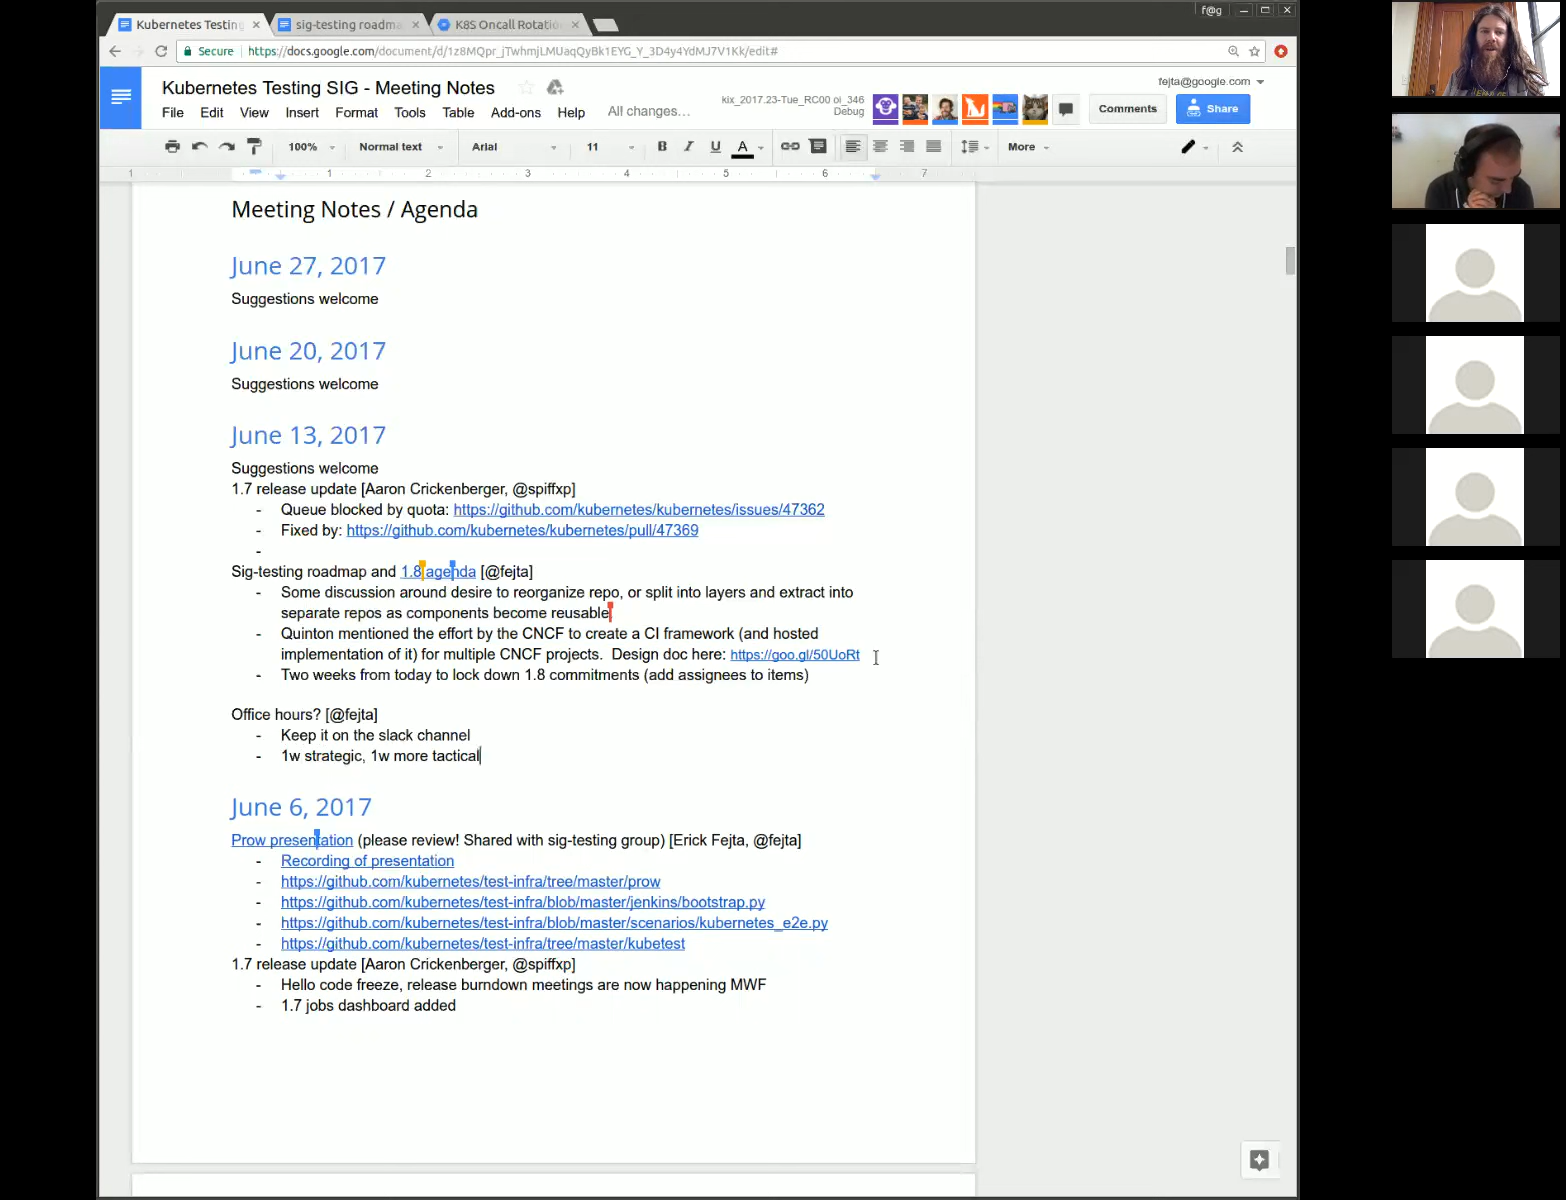 f@g
Kubernetes Testing
sig-testing roadma
K8S Oncall Rotatio
Secure
https://docs.google.com/document/d/1z8MQpr_jTwhmjLMUaqQyBk1EYG_Y_3D4y4YdMJ7V1Kk/edit#
Kubernetes Testing SIG - Meeting Notes
fejta@google.com
File Edit View Insert Format Tools Table Add-ons Help All changes...
kix_2017.23-Tue_RC00 oi_346
Debug
Comments
Share
100% Normal text Arial 11 B I U A More
1 1 2 3 4 5 6 7
Meeting Notes / Agenda
June 27, 2017
Suggestions welcome
June 20, 2017
Suggestions welcome
June 13, 2017
Suggestions welcome
1.7 release update [Aaron Crickenberger, @spiffxp]
- Queue blocked by quota: https://github.com/kubernetes/kubernetes/issues/47362
- Fixed by: https://github.com/kubernetes/kubernetes/pull/47369
-
Sig-testing roadmap and 1.8 agenda [@fejta]
- Some discussion around desire to reorganize repo, or split into layers and extract into
separate repos as components become reusable
- Quinton mentioned the effort by the CNCF to create a CI framework (and hosted
implementation of it) for multiple CNCF projects.  Design doc here: https://goo.gl/50UoRt
- Two weeks from today to lock down 1.8 commitments (add assignees to items)
Office hours? [@fejta]
- Keep it on the slack channel
- 1w strategic, 1w more tactical
June 6, 2017
Prow presentation (please review! Shared with sig-testing group) [Erick Fejta, @fejta]
- Recording of presentation
- https://github.com/kubernetes/test-infra/tree/master/prow
- https://github.com/kubernetes/test-infra/blob/master/jenkins/bootstrap.py
- https://github.com/kubernetes/test-infra/blob/master/scenarios/kubernetes_e2e.py
- https://github.com/kubernetes/test-infra/tree/master/kubetest
1.7 release update [Aaron Crickenberger, @spiffxp]
- Hello code freeze, release burndown meetings are now happening MWF
- 1.7 jobs dashboard added